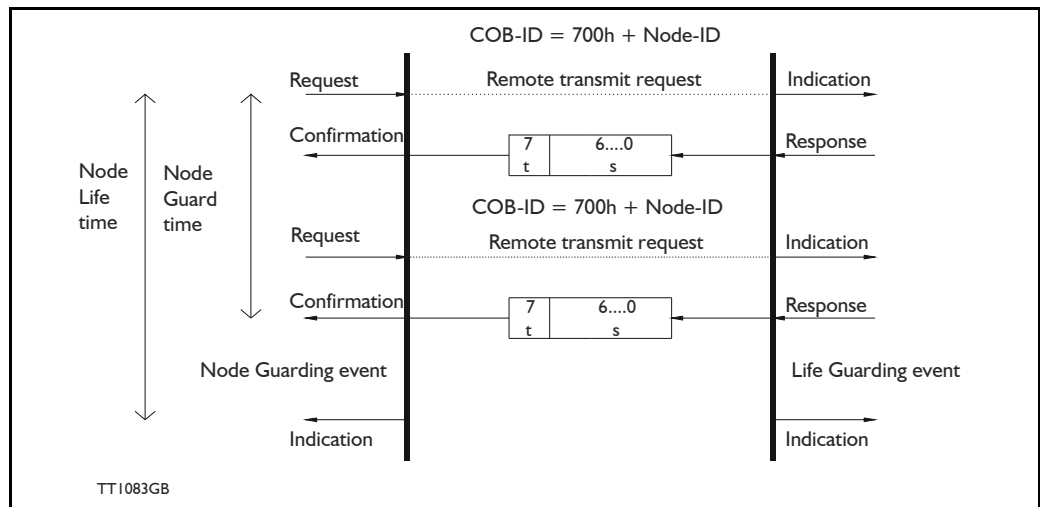 COB-ID = 700h + Node-ID
Request
Remote transmit request
Indication
Confirmation
7
6....0
Response
t
s
Node
Life
time
Node
Guard
time
COB-ID = 700h + Node-ID
Request
Remote transmit request
Indication
Confirmation
7
6....0
Response
t
s
Node Guarding event
Life Guarding event
Indication
Indication
TT1083GB